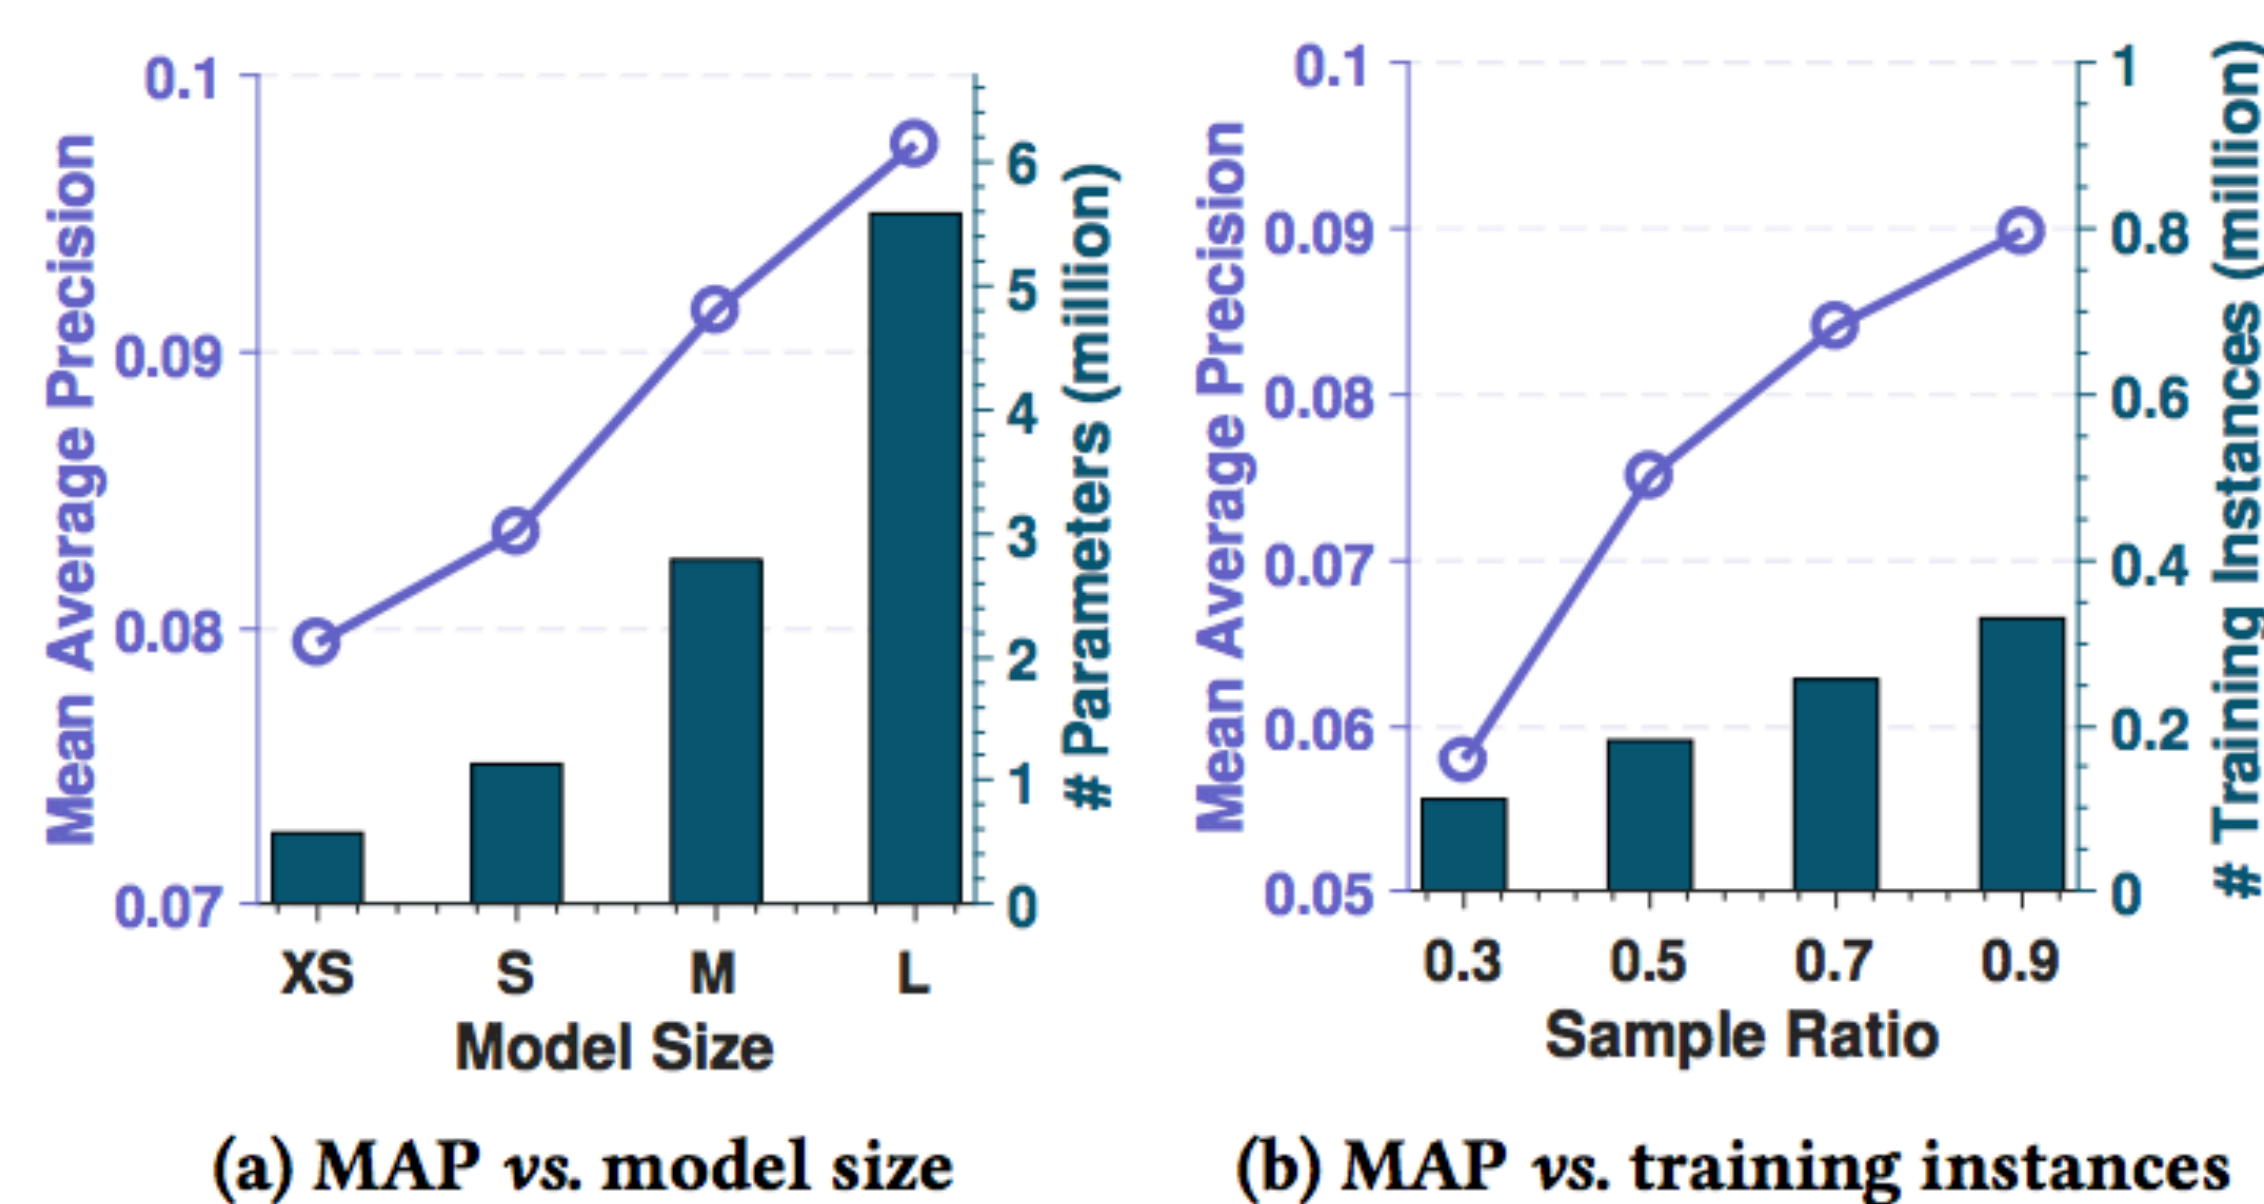 Mean Average Precision
0.1
0.09
0.08
0.07
6
5
4
3
2
1
0
# Parameters (million)
XS S M L
Model Size
(a) MAP vs. model size
Mean Average Precision
0.1
0.09
0.08
0.07
0.06
0.05
1
0.8
0.6
0.4
0.2
0
# Training Instances (million)
0.3 0.5 0.7 0.9
Sample Ratio
(b) MAP vs. training instances